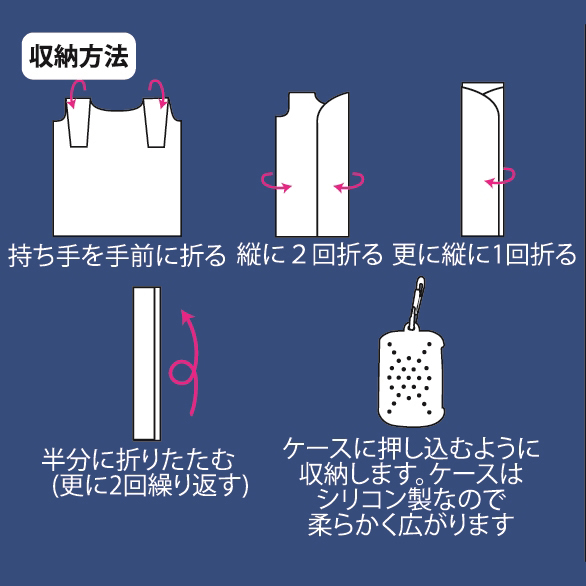 収納方法
持ち手を手前に折る
縦に2回折る
更に縦に1回折る
半分に折りたたむ
(更に2回繰り返す)
ケースに押し込むように
収納します。ケースは
シリコン製なので
柔らかく広がります